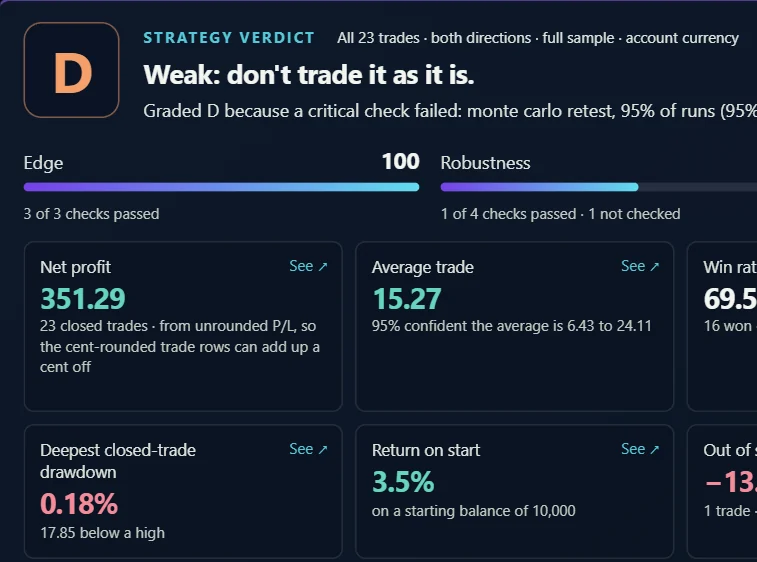 D
STRATEGY VERDICT All 23 trades · both directions · full sample · account currency
Weak: don't trade it as it is.
Graded D because a critical check failed: monte carlo retest, 95% of runs (95%
Edge 100
3 of 3 checks passed
Robustness
1 of 4 checks passed · 1 not checked
Net profit See ↗
351.29
23 closed trades · from unrounded P/L, so
the cent-rounded trade rows can add up a
cent off
Average trade See ↗
15.27
95% confident the average is 6.43 to 24.11
Win rat
69.5
16 won ·
Deepest closed-trade See ↗
drawdown
0.18%
17.85 below a high
Return on start See ↗
3.5%
on a starting balance of 10,000
Out of s
−13.
1 trade ·